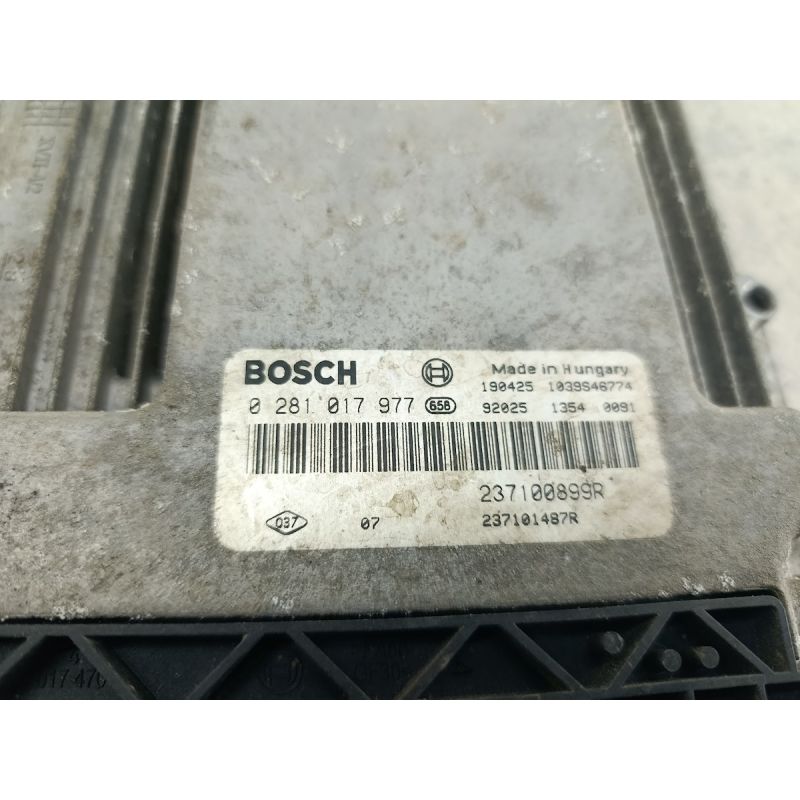 BOSCH
Made in Hungary
190425 1039S46774
0 281 017 977 658
92025 1354 0091
237100899R
037 07 237101487R